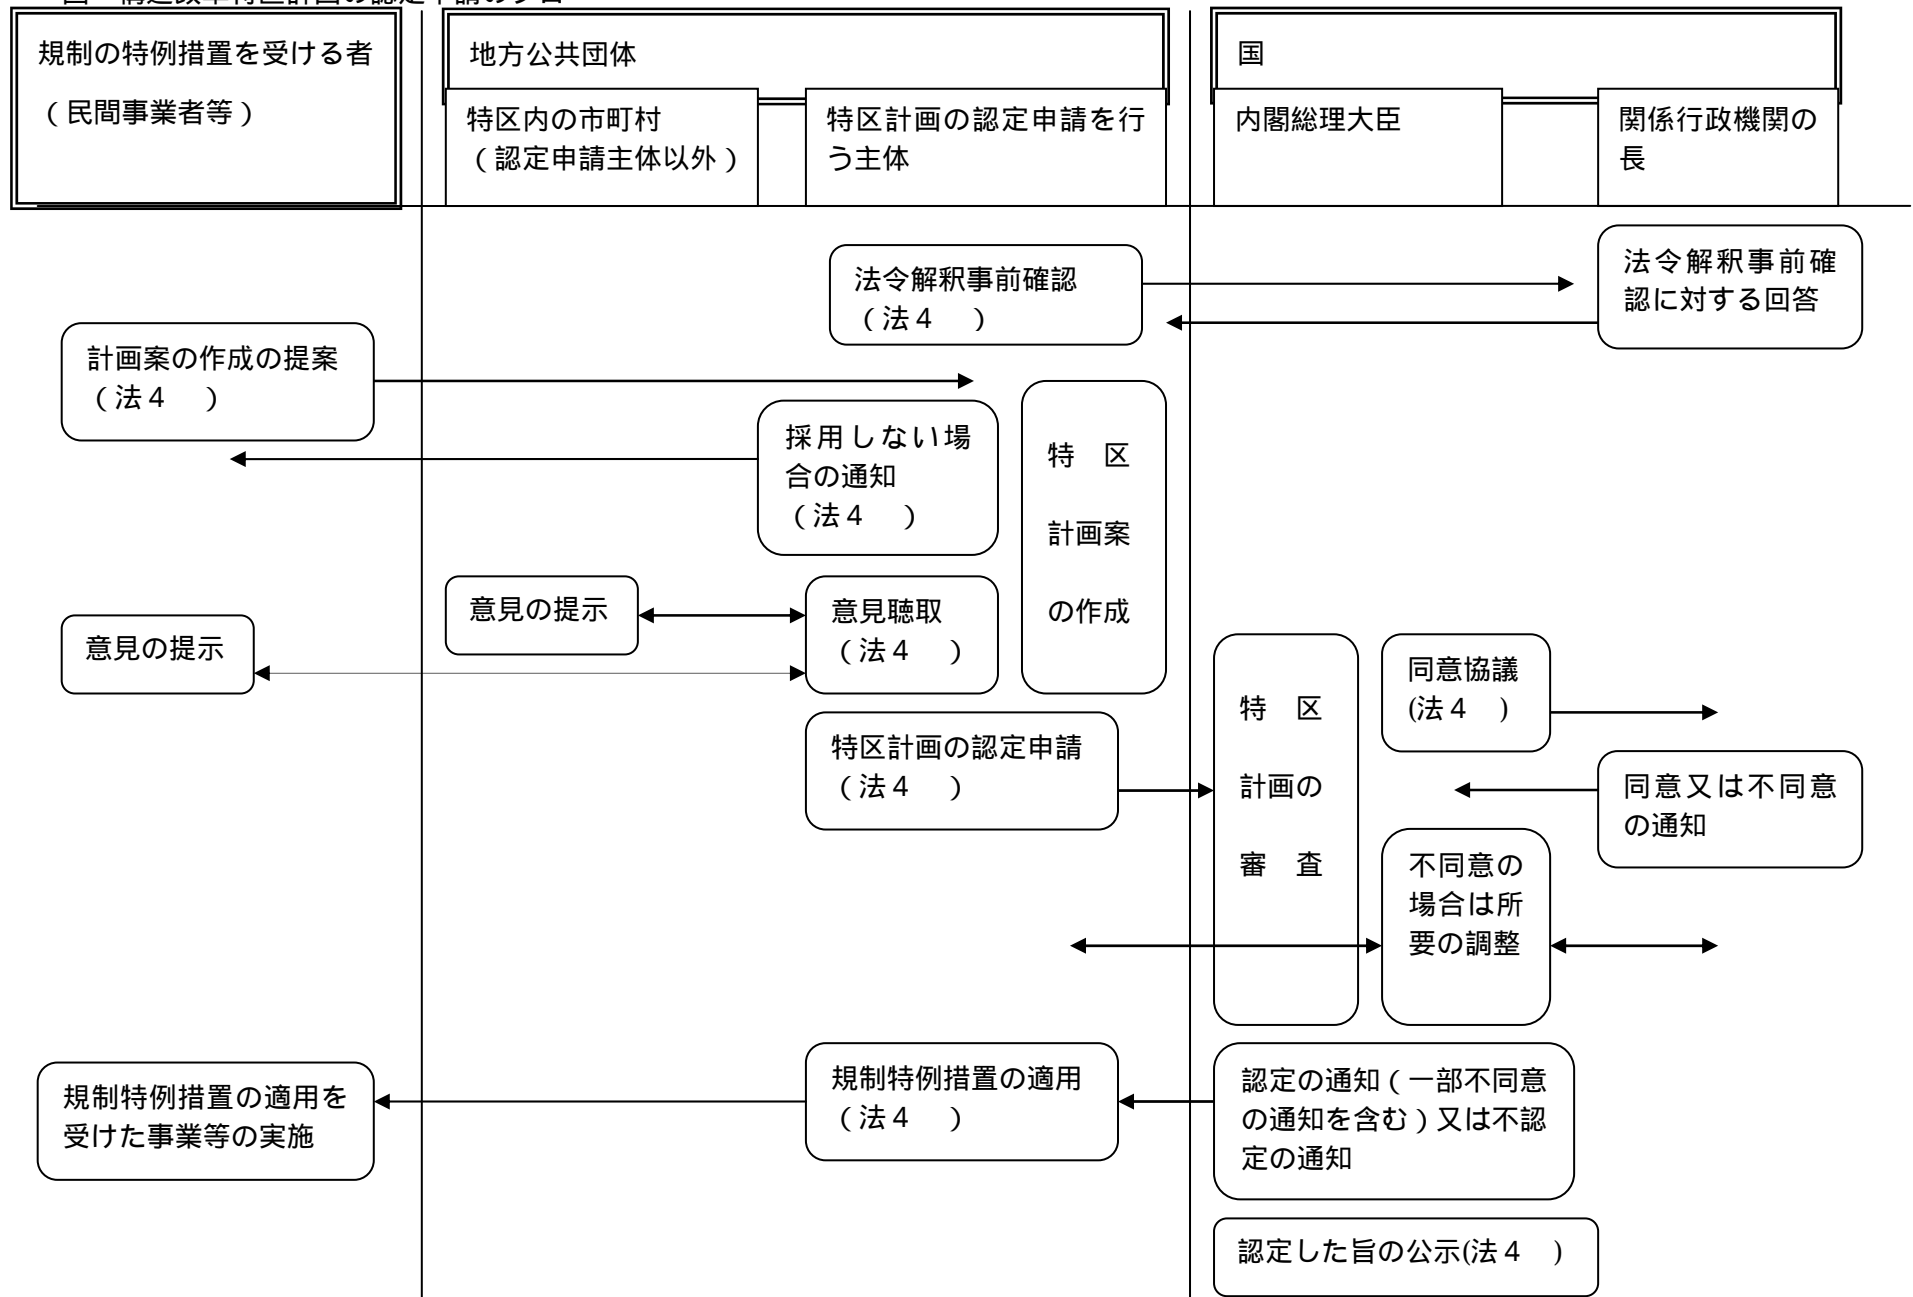 規制の特例措置を受ける者
（民間事業者等）
地方公共団体
特区内の市町村
（認定申請主体以外）
特区計画の認定申請を行
う主体
国
内閣総理大臣
関係行政機関の
長
法令解釈事前確認
（法４　）
法令解釈事前確
認に対する回答
計画案の作成の提案
（法４　）
採用しない場
合の通知
（法４　）
特　区
計画案
の作成
意見の提示
意見聴取
（法４　）
意見の提示
特区計画の認定申請
（法４　）
特　区
計画の
審　査
同意協議
(法４　)
同意又は不同意
の通知
不同意の
場合は所
要の調整
規制特例措置の適用を
受けた事業等の実施
規制特例措置の適用
（法４　）
認定の通知（一部不同意
の通知を含む）又は不認
定の通知
認定した旨の公示(法４　)